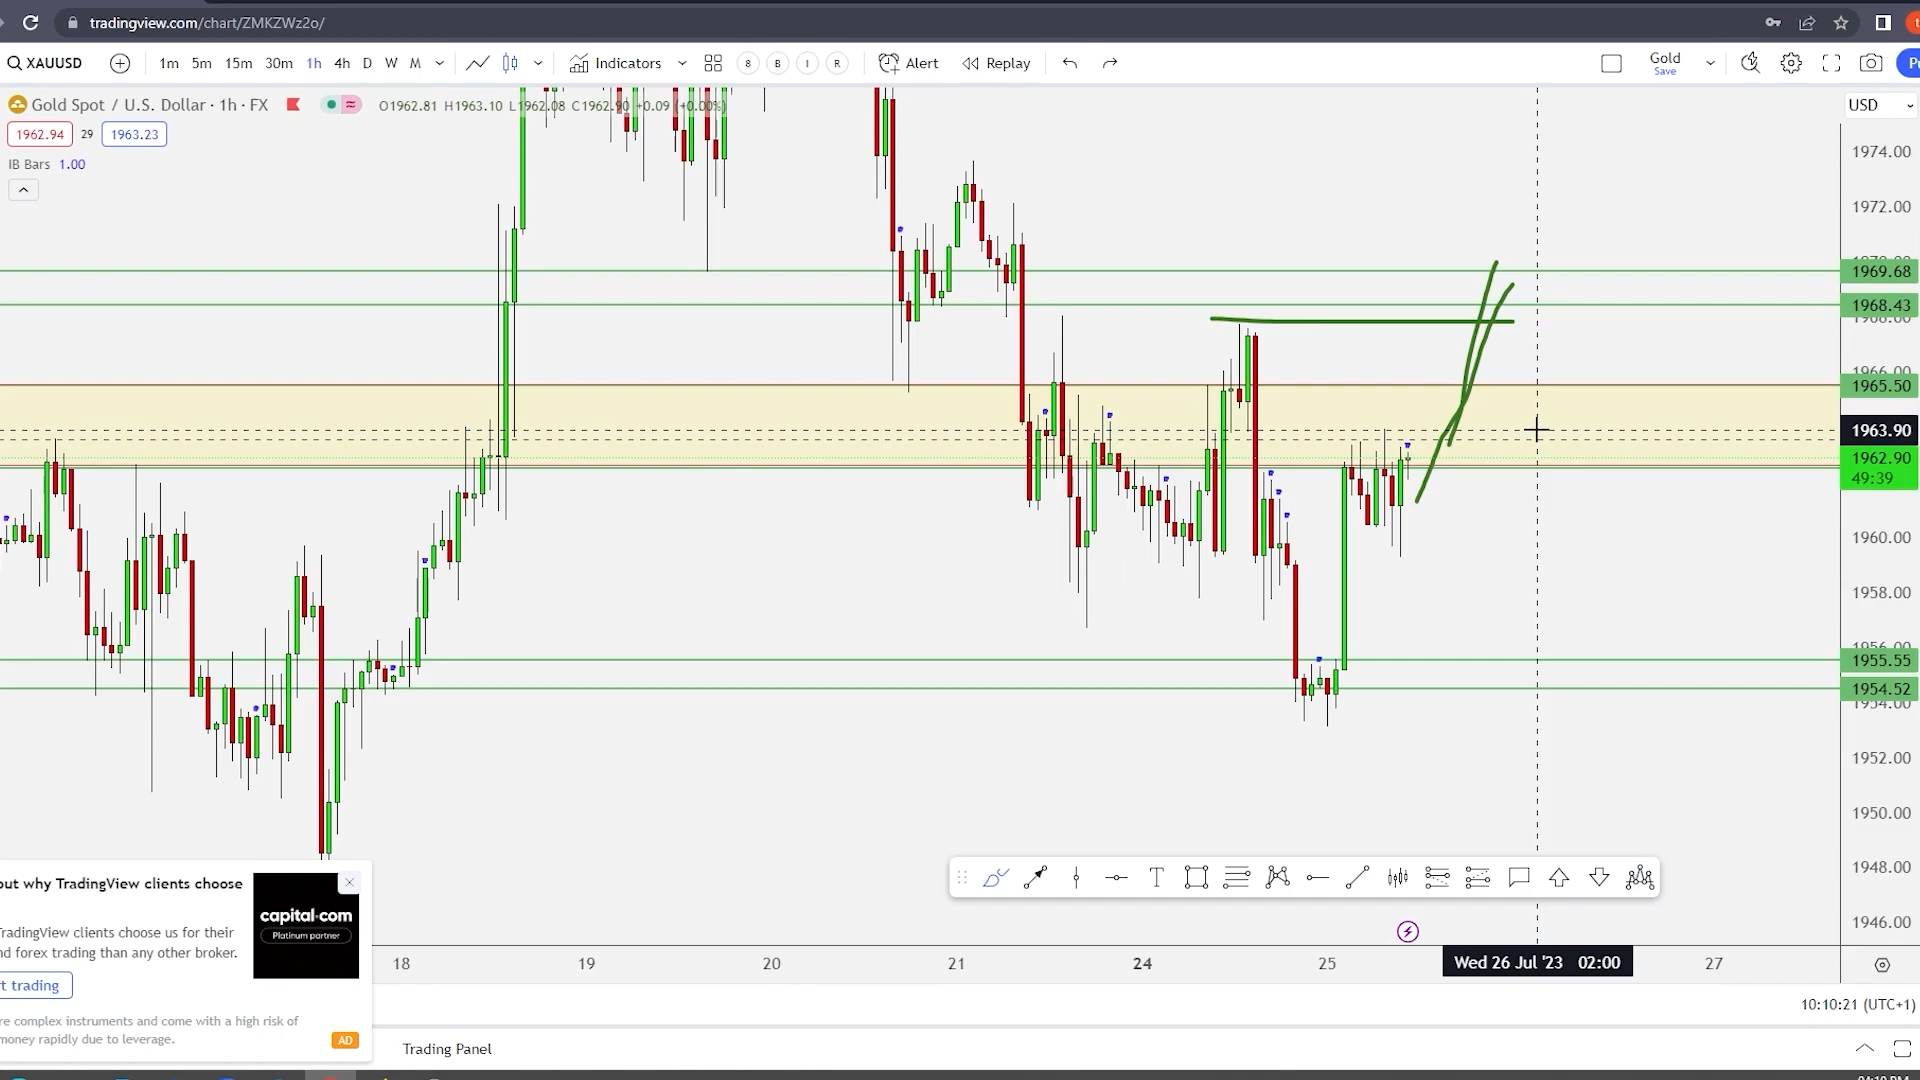 tradingview.com/chart/ZMKZWz2o/
XAUUSD 1m 5m 15m 30m 1h 4h D W M Indicators 8 B I R Alert Replay Gold
Save
Gold Spot / U.S. Dollar · 1h · FX O1962.81 H1963.10 L1962.08 C1962.90 +0.09 (+0.00%) USD
1962.94 29 1963.23
IB Bars 1.00
1974.00
1972.00
1969.68
1968.43
1965.50
1963.90
1962.90
49:39
1960.00
1958.00
1955.55
1954.52
1954.00
1952.00
1950.00
1948.00
1946.00
out why TradingView clients choose
capital.com
Platinum partner
TradingView clients choose us for their
nd forex trading than any other broker.
t trading
re complex instruments and come with a high risk of
money rapidly due to leverage.
AD
18 19 20 21 24 25 Wed 26 Jul '23 02:00 27
10:10:21 (UTC+1)
Trading Panel